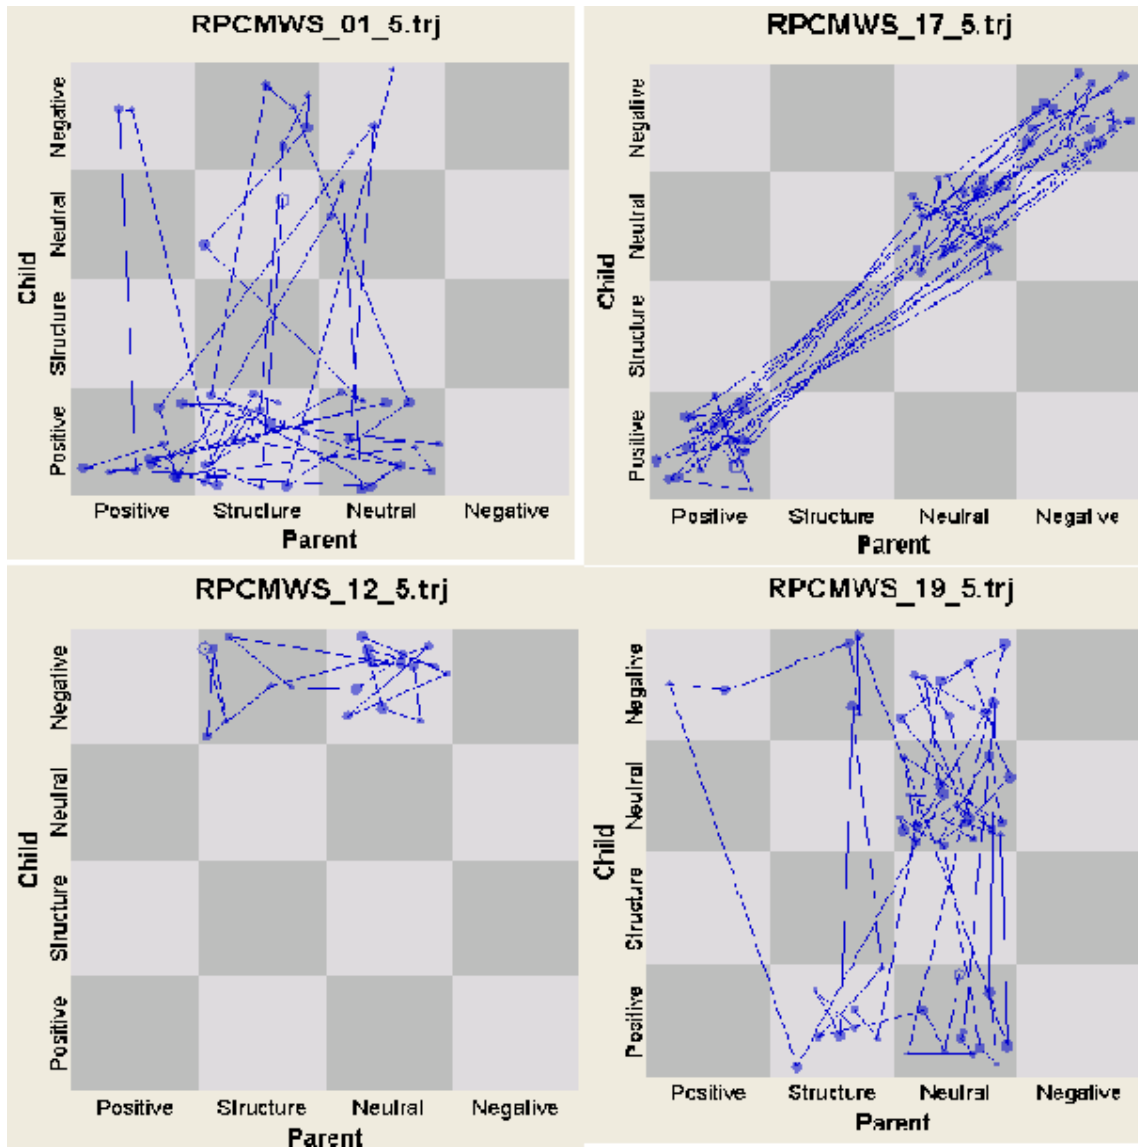 RPCMWS_01_5.trj
Child
Negative
Neutral
Structure
Positive
Positive Structure Neutral Negative
Parent
RPCMWS_17_5.trj
Child
Negative
Neutral
Structure
Positive
Positive Structure Neutral Negative
Parent
RPCMWS_12_5.trj
Child
Negative
Neutral
Structure
Positive
Positive Structure Neutral Negative
Parent
RPCMWS_19_5.trj
Child
Negative
Neutral
Structure
Positive
Positive Structure Neutral Negative
Parent